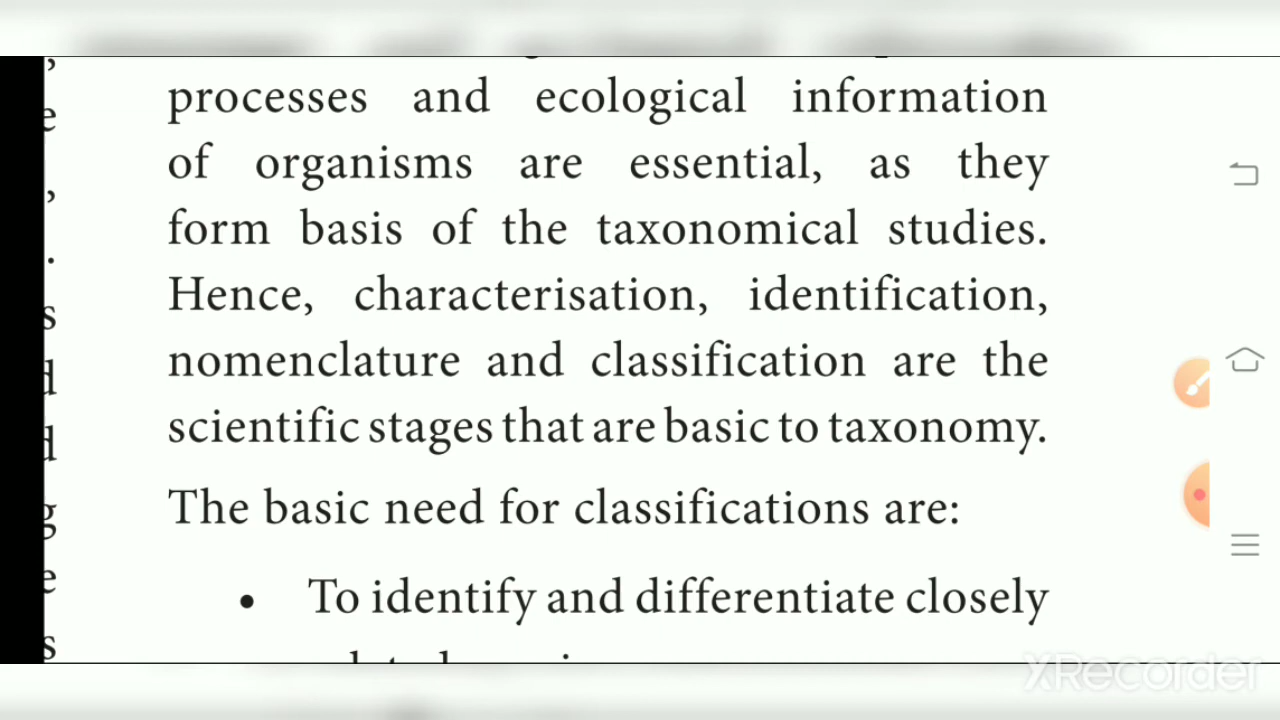 processes and ecological information
of organisms are essential, as they
form basis of the taxonomical studies.
Hence, characterisation, identification,
nomenclature and classification are the
scientific stages that are basic to taxonomy.
The basic need for classifications are:
• To identify and differentiate closely
XRecorder